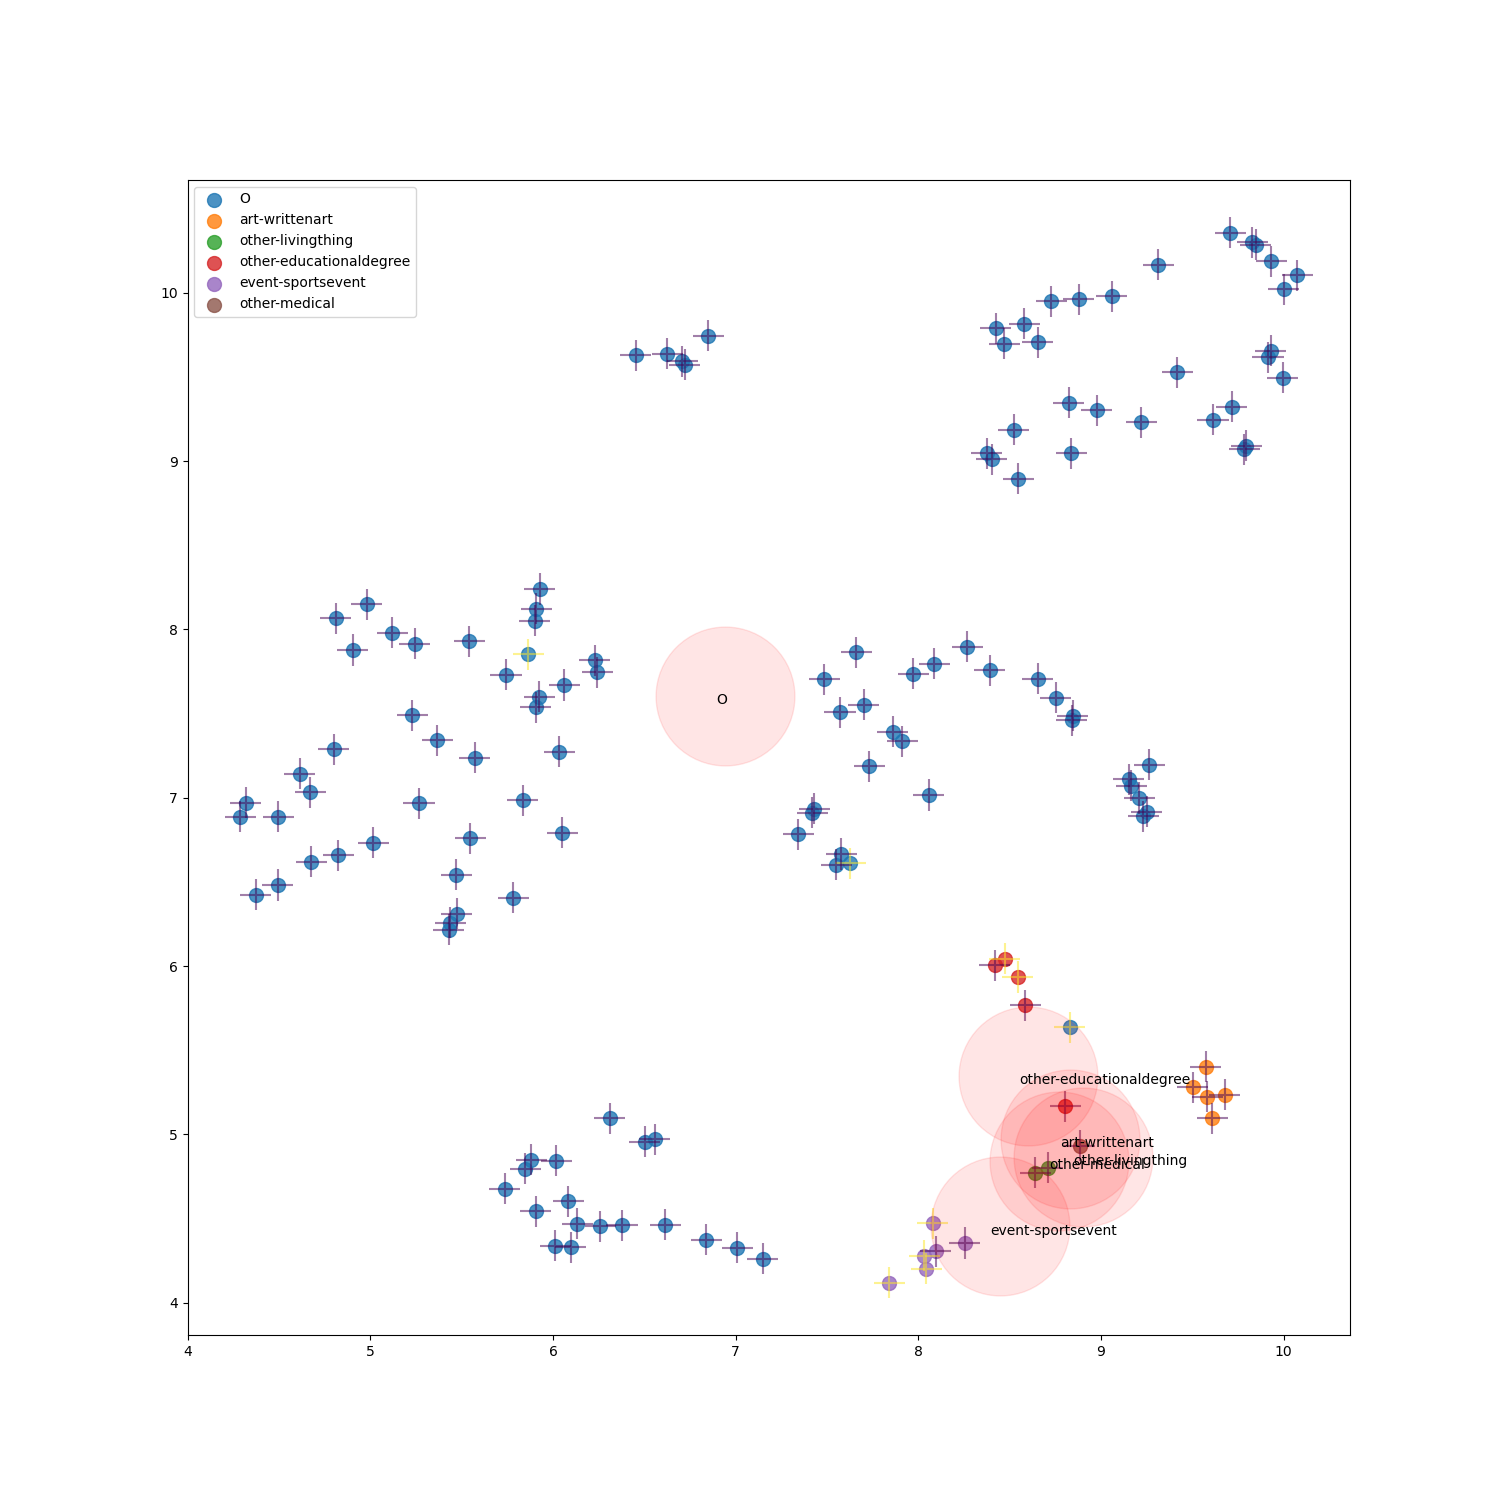 O
art-writtenart
other-livingthing
other-educationaldegree
event-sportsevent
other-medical
10
9
8
O
7
6
other-educationaldegree
5
art-writtenart
other-livingthing
other-medical
event-sportsevent
4
4 5 6 7 8 9 10